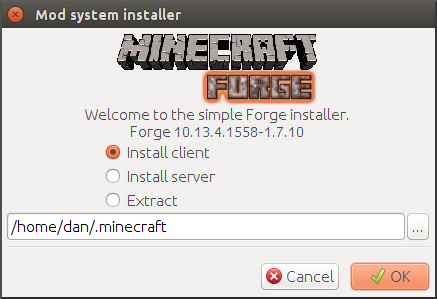 Mod system installer
MINECRAFT
FORGE
Welcome to the simple Forge installer.
Forge 10.13.4.1558-1.7.10
Install client
Install server
Extract
/home/dan/.minecraft
...
Cancel
OK